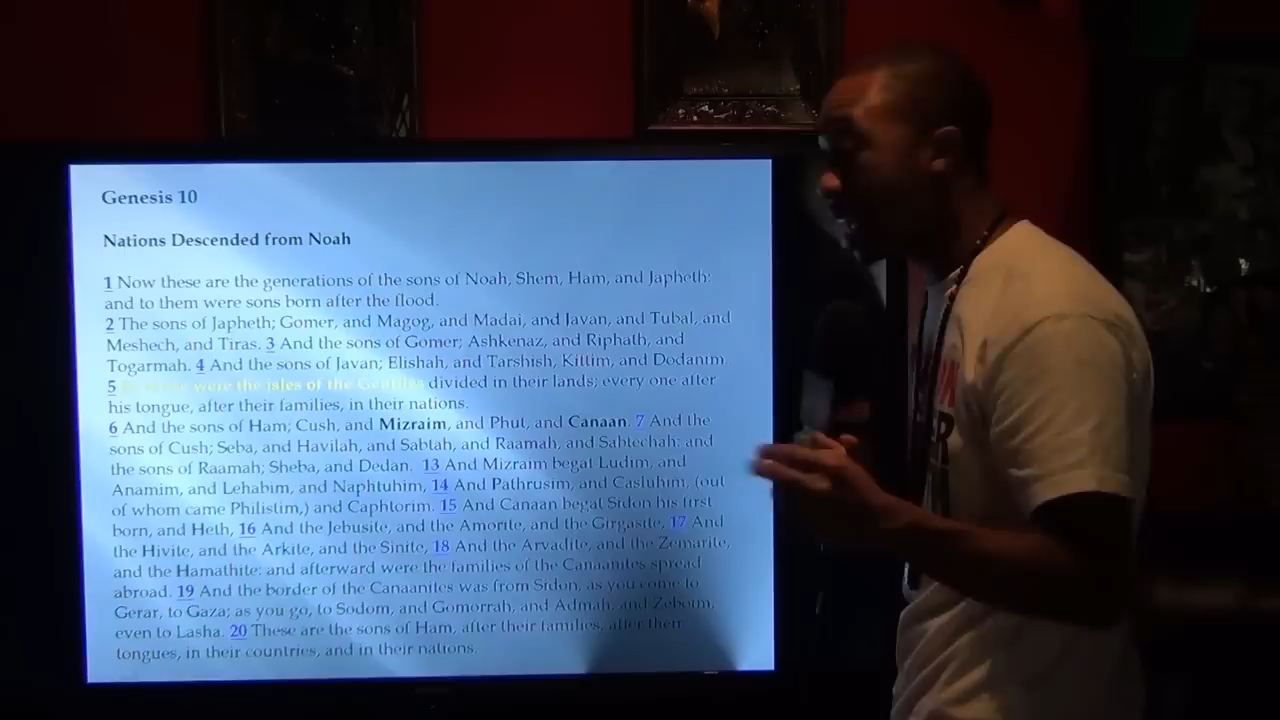 Genesis 10
Nations Descended from Noah
1 Now these are the generations of the sons of Noah, Shem, Ham, and Japheth:
and to them were sons born after the flood.
2 The sons of Japheth; Gomer, and Magog, and Madai, and Javan, and Tubal, and
Meshech, and Tiras. 3 And the sons of Gomer; Ashkenaz, and Riphath, and
Togarmah. 4 And the sons of Javan; Elishah, and Tarshish, Kittim, and Dodanim.
5 were the isles of the Gentiles divided in their lands; every one after
his tongue, after their families, in their nations.
6 And the sons of Ham; Cush, and Mizraim, and Phut, and Canaan. 7 And the
sons of Cush; Seba, and Havilah, and Sabtah, and Raamah, and Sabtechah: and
the sons of Raamah; Sheba, and Dedan. 13 And Mizraim begat Ludim, and
Anamim, and Lehabim, and Naphtuhim, 14 And Pathrusim, and Casluhim, (out
of whom came Philistim,) and Caphtorim. 15 And Canaan begat Sidon his first
born, and Heth, 16 And the Jebusite, and the Amorite, and the Girgasite, 17 And
the Hivite, and the Arkite, and the Sinite, 18 And the Arvadite, and the Zemarite,
and the Hamathite: and afterward were the families of the Canaanites spread
abroad. 19 And the border of the Canaanites was from Sidon, as you come to
Gerar, to Gaza; as you go, to Sodom, and Gomorrah, and Admah, and Zeboim,
even to Lasha. 20 These are the sons of Ham, after their families, after their
tongues, in their countries, and in their nations.